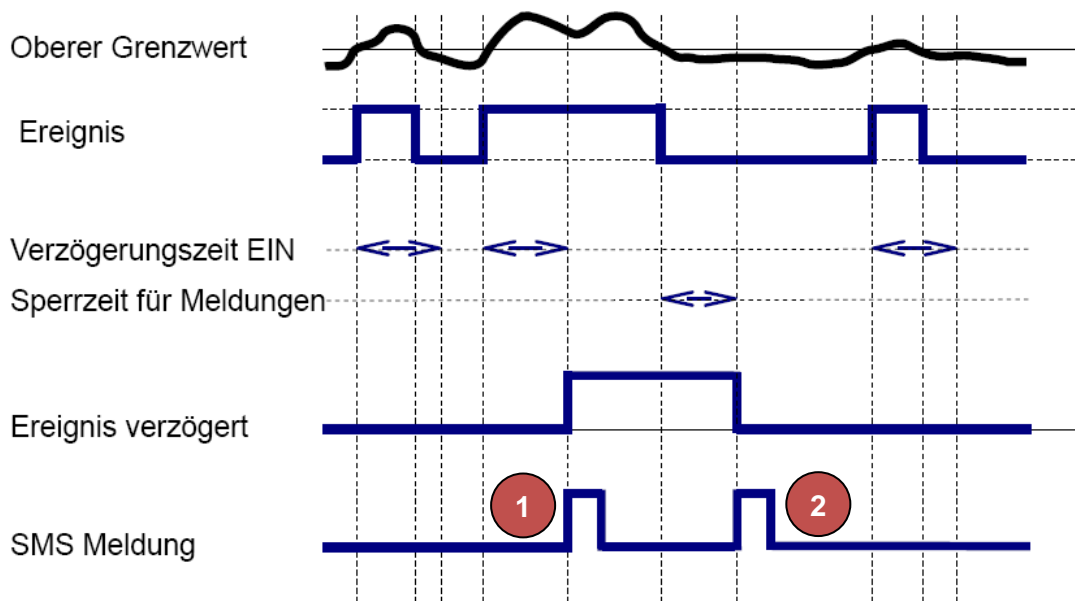 Oberer Grenzwert
Ereignis
Verzögerungszeit EIN
Sperrzeit für Meldungen
Ereignis verzögert
1
2
SMS Meldung